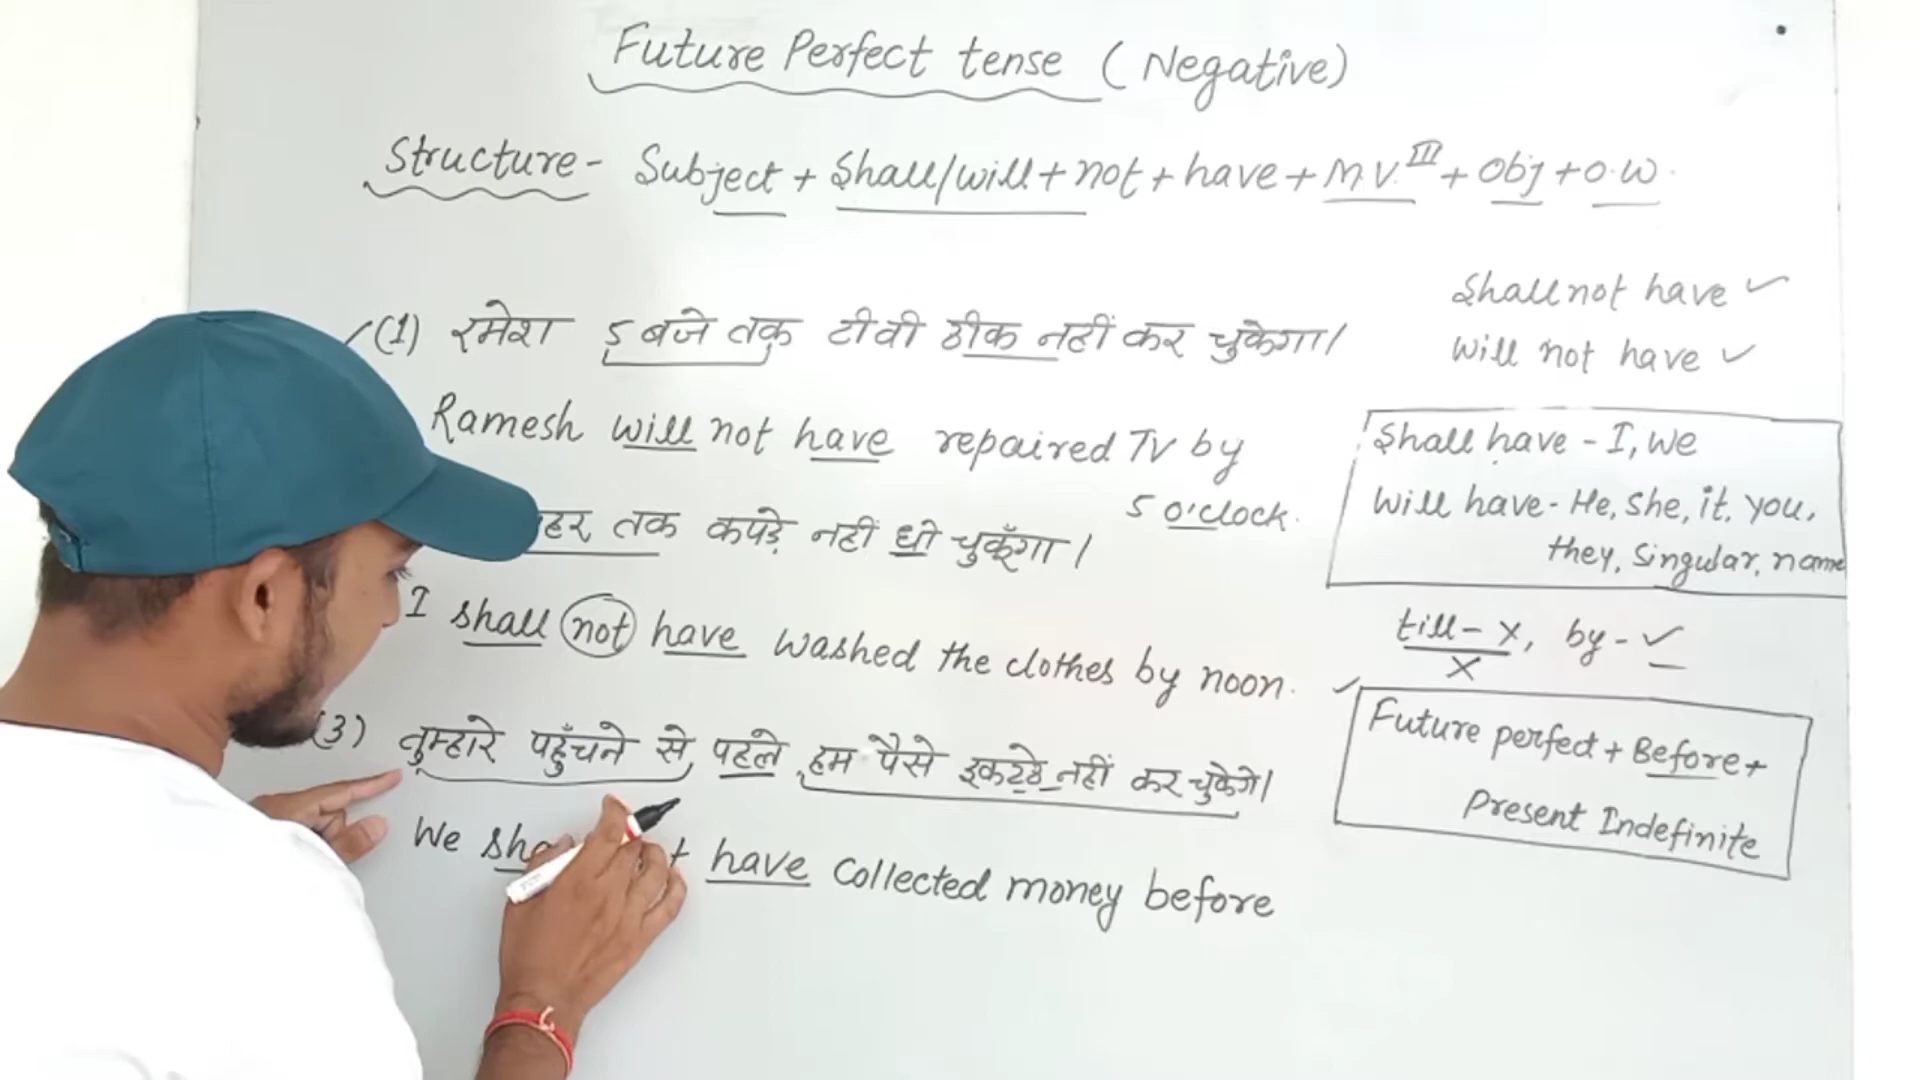 Future Perfect tense (Negative)
Structure- Subject + Shall/will + not + have + M.V.III + Obj + O.W.
Shall not have ✓
will not have ✓
(1) रमेश 5 बजे तक टीवी ठीक नहीं कर चुकेगा।
Ramesh will not have repaired TV by
5 o'clock.
Shall have - I, we
will have - He, she, it, you,
they, singular, name
तक कपड़े नहीं धो चुकूँगा।
I shall not have washed the clothes by noon.
till - x, by - ✓
x
(3) तुम्हारे पहुँचने से पहले हम पैसे इकट्ठे नहीं कर चुकेगे।
We have Collected money before
Future perfect + Before +
Present Indefinite